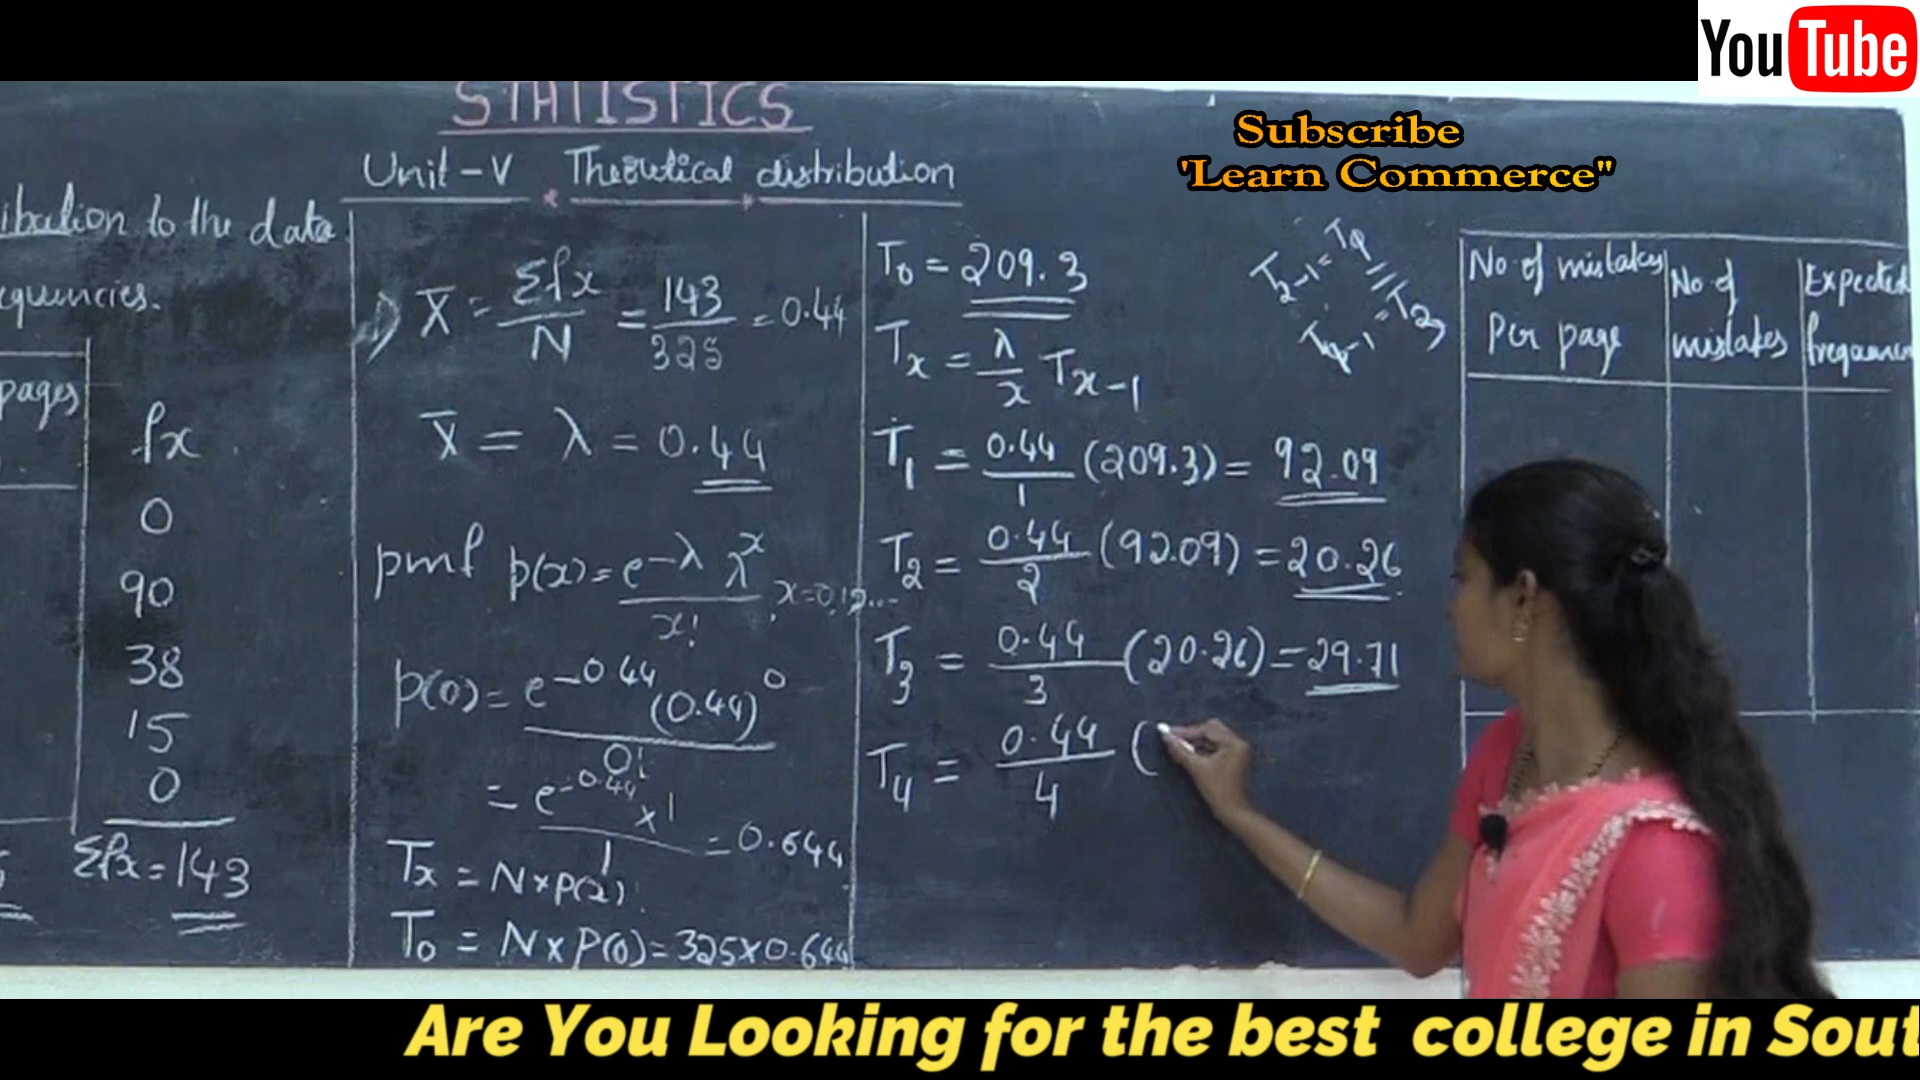 YouTube
Subscribe
'Learn Commerce"
STATISTICS
Unit-V Theoretical distribution
ibution to the data
equencies.
pages
fx
0
90
38
15
0
Σfx = 143
X̄ = Σfx / N = 143 / 325 = 0.44
X̄ = λ = 0.44
pmf p(x) = e^-λ λ^x / x! , x=0,1,2...
p(0) = e^-0.44 (0.44)^0 / 0!
= e^-0.44 x 1 / 1 = 0.644
Tx = N x P(x)
T0 = N x P(0) = 325 x 0.644
T0 = 209.3
Tx = λ / x Tx-1
T1 = 0.44 / 1 (209.3) = 92.09
T2 = 0.44 / 2 (92.09) = 20.26
T3 = 0.44 / 3 (20.26) = 29.71
T4 = 0.44 / 4 (
No. of mistakes
Per page
No. of
mistakes
Expected
frequenc
Are You Looking for the best college in Sout